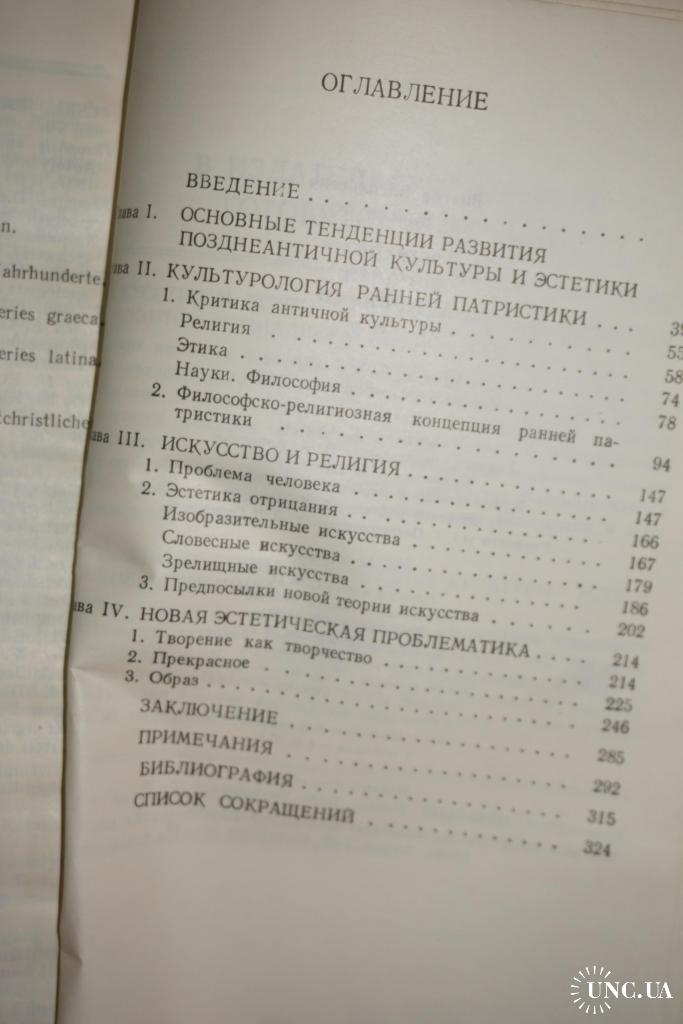 n.
ahrhunderte.
eries graeca.
eries latina.
tchristliche
ОГЛАВЛЕНИЕ
ВВЕДЕНИЕ . . . . . . . . . . . . . . .
ава I. ОСНОВНЫЕ ТЕНДЕНЦИИ РАЗВИТИЯ
ПОЗДНЕАНТИЧНОЙ КУЛЬТУРЫ И ЭСТЕТИКИ
ава II. КУЛЬТУРОЛОГИЯ РАННЕЙ ПАТРИСТИКИ . . . 39
1. Критика античной культуры . . . . . . . . 55
Религия . . . . . . . . . . . . . . . 58
Этика . . . . . . . . . . . . . . . . 74
Науки. Философия . . . . . . . . . . . 78
2. Философско-религиозная концепция ранней па-
тристики . . . . . . . . . . . . . . . 94
ава III. ИСКУССТВО И РЕЛИГИЯ . . . . . . . . . 147
1. Проблема человека . . . . . . . . . . . 147
2. Эстетика отрицания . . . . . . . . . . . 166
Изобразительные искусства . . . . . . . . 167
Словесные искусства . . . . . . . . . . 179
Зрелищные искусства . . . . . . . . . . 186
3. Предпосылки новой теории искусства . . . . . 202
ава IV. НОВАЯ ЭСТЕТИЧЕСКАЯ ПРОБЛЕМАТИКА . . . . 214
1. Творение как творчество . . . . . . . . . 214
2. Прекрасное . . . . . . . . . . . . . . 225
3. Образ . . . . . . . . . . . . . . . . 246
ЗАКЛЮЧЕНИЕ . . . . . . . . . . . . . . 285
ПРИМЕЧАНИЯ . . . . . . . . . . . . . . 292
БИБЛИОГРАФИЯ . . . . . . . . . . . . . 315
СПИСОК СОКРАЩЕНИЙ . . . . . . . . . . . 324
UNC.UA